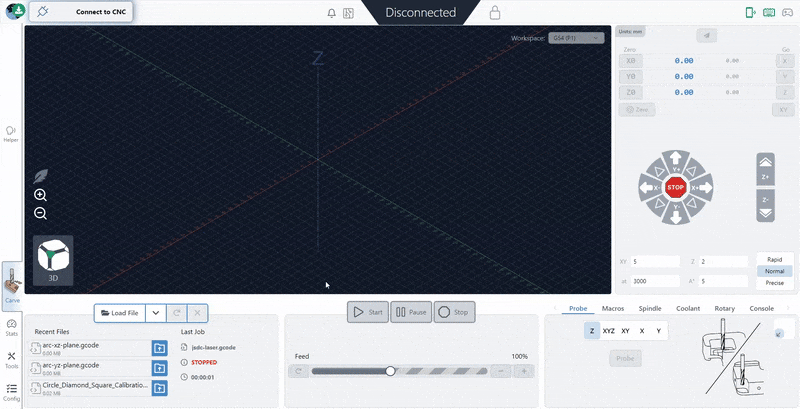 Connect to CNC
Disconnected
Workspace:
G54 (P1)
Units: mm
Zero
Go
X0
0.00
0.00
X
Y0
0.00
0.00
Y
Z0
0.00
0.00
Z
Zero
XY
Z
Helper
Y+
X-
STOP
X+
Y-
Z+
Z-
3D
Carve
Stats
Tools
Config
XY
5
Z
2
at
3000
A°
5
Rapid
Normal
Precise
Load File
Recent Files
arc-xz-plane.gcode
0.00 MB
arc-yz-plane.gcode
0.00 MB
Circle_Diamond_Square_Calibratio...
0.02 MB
Last Job
jsdc-laser.gcode
STOPPED
00:00:01
Start
Pause
Stop
Feed
100%
Probe
Macros
Spindle
Coolant
Rotary
Console
Z
XYZ
XY
X
Y
Probe